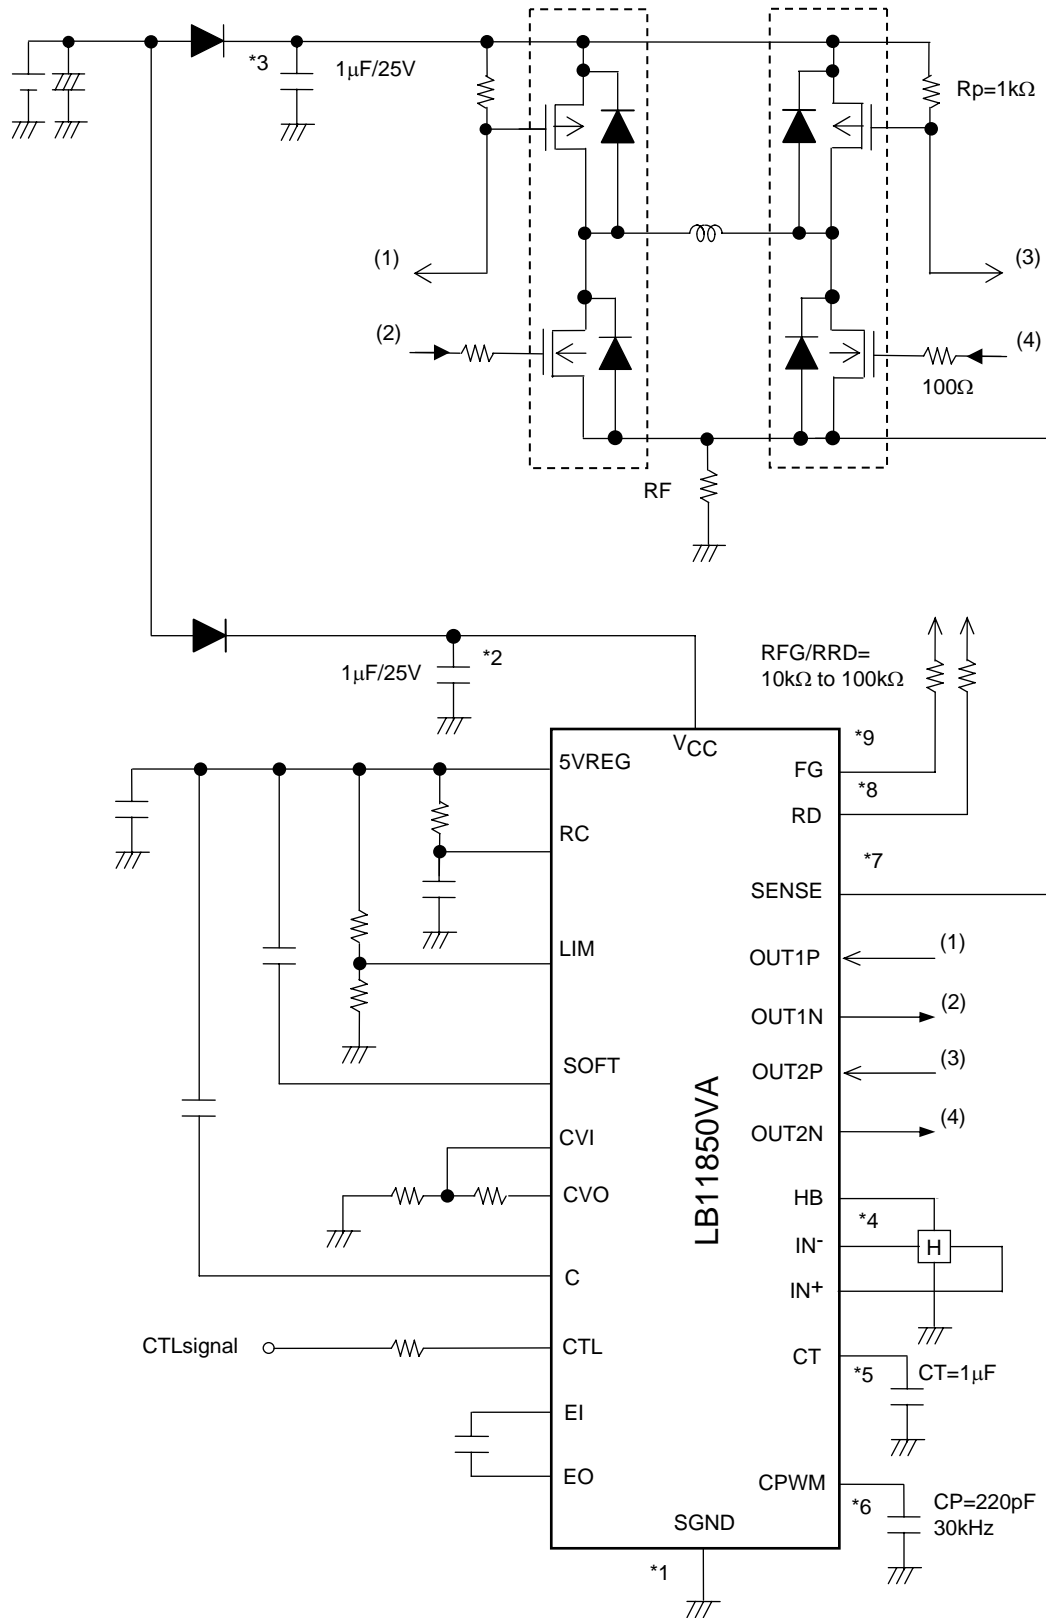 *3
1μF/25V
Rp=1kΩ
(1)
(3)
(2)
(4)
100Ω
RF
1μF/25V
*2
RFG/RRD=
10kΩ to 100kΩ
VCC
*9
5VREG
FG
*8
RC
RD
*7
SENSE
LIM
OUT1P
(1)
OUT1N
(2)
SOFT
OUT2P
(3)
OUT2N
(4)
CVI
CVO
HB
*4
IN-
H
IN+
LB11850VA
C
CTLsignal
CTL
CT
*5
CT=1μF
EI
EO
CPWM
*6
CP=220pF
30kHz
SGND
*1